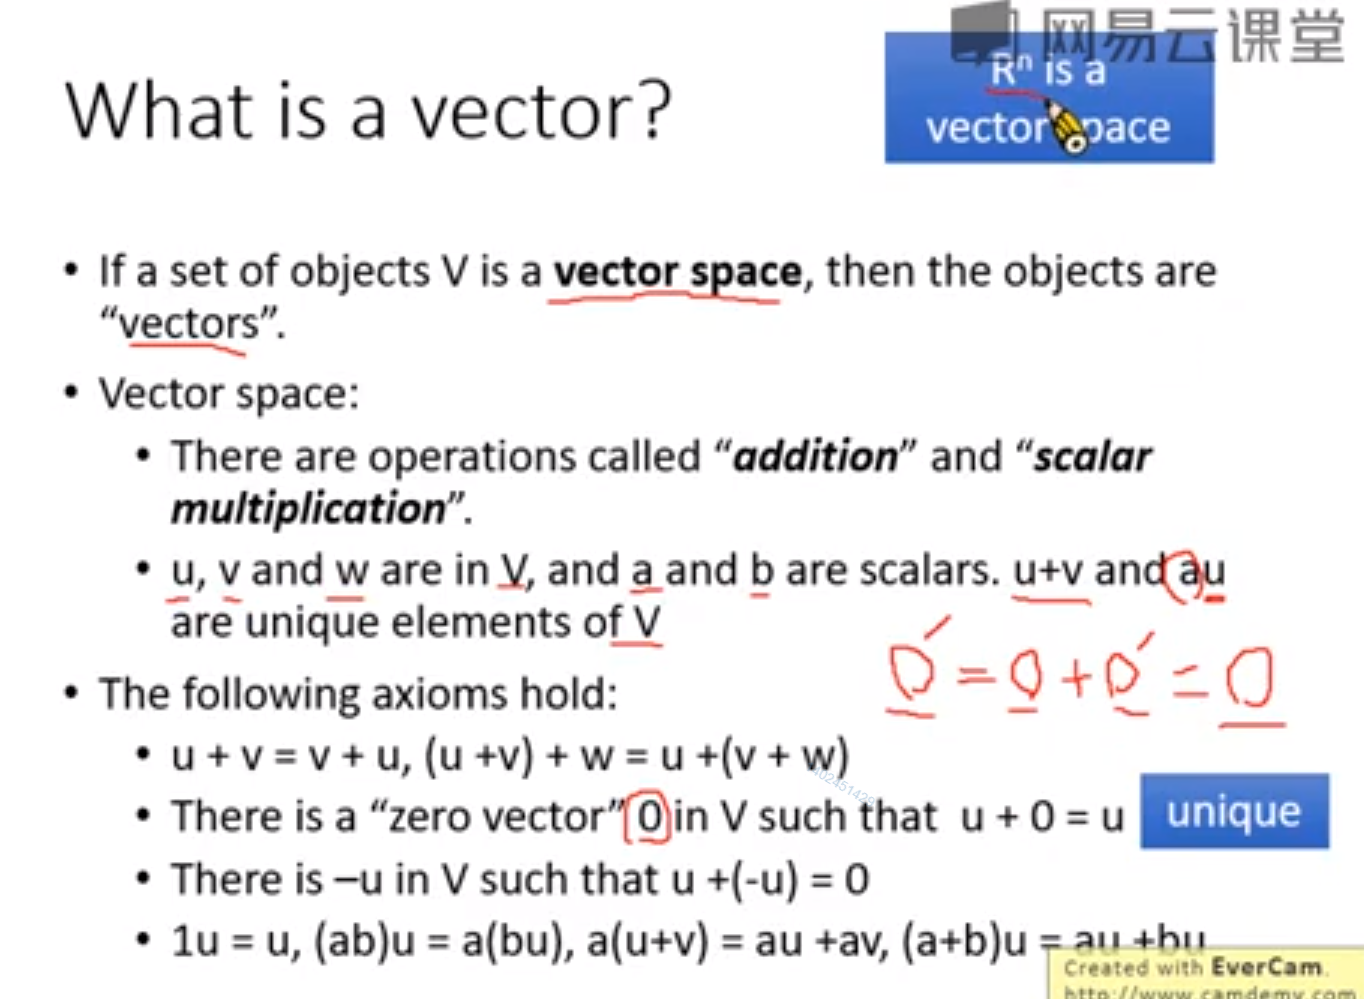 网易云课堂
What is a vector?
Rⁿ is a
vector pace
• If a set of objects V is a vector space, then the objects are
“vectors”.
• Vector space:
• There are operations called “addition” and “scalar
multiplication”.
• u, v and w are in V, and a and b are scalars. u+v and au
are unique elements of V
0′ = 0 + 0′ = 0
• The following axioms hold:
• u + v = v + u, (u +v) + w = u +(v + w)
• There is a “zero vector” 0 in V such that u + 0 = u
unique
• There is –u in V such that u +(-u) = 0
• 1u = u, (ab)u = a(bu), a(u+v) = au +av, (a+b)u = au +bu
Created with EverCam.
http://www.camdemy.com